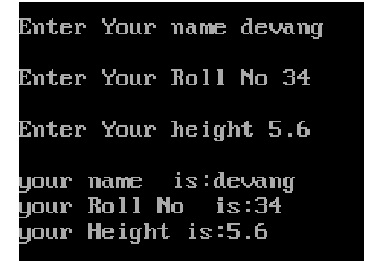 Enter Your name devang
Enter Your Roll No 34
Enter Your height 5.6
your name  is:devang
your Roll No  is:34
your Height is:5.6